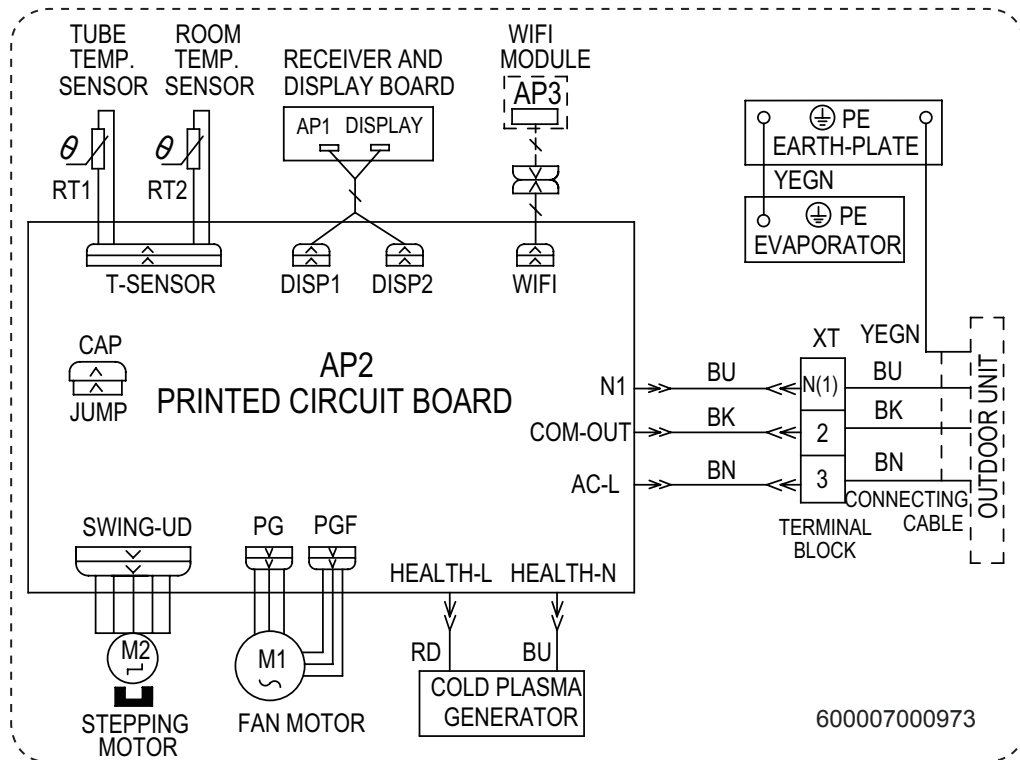 TUBE
TEMP.
SENSOR
ROOM
TEMP.
SENSOR
RECEIVER AND
DISPLAY BOARD
WIFI
MODULE
AP3
AP1 DISPLAY
θ
RT1
θ
RT2
PE
EARTH-PLATE
YEGN
PE
EVAPORATOR
T-SENSOR
DISP1
DISP2
WIFI
CAP
JUMP
AP2
PRINTED CIRCUIT BOARD
XT
YEGN
N1
BU
N(1)
BU
COM-OUT
BK
2
BK
AC-L
BN
3
BN
OUTDOOR UNIT
CONNECTING
CABLE
TERMINAL
BLOCK
SWING-UD
PG
PGF
HEALTH-L
HEALTH-N
M2
M1
RD
BU
STEPPING
MOTOR
FAN MOTOR
COLD PLASMA
GENERATOR
600007000973